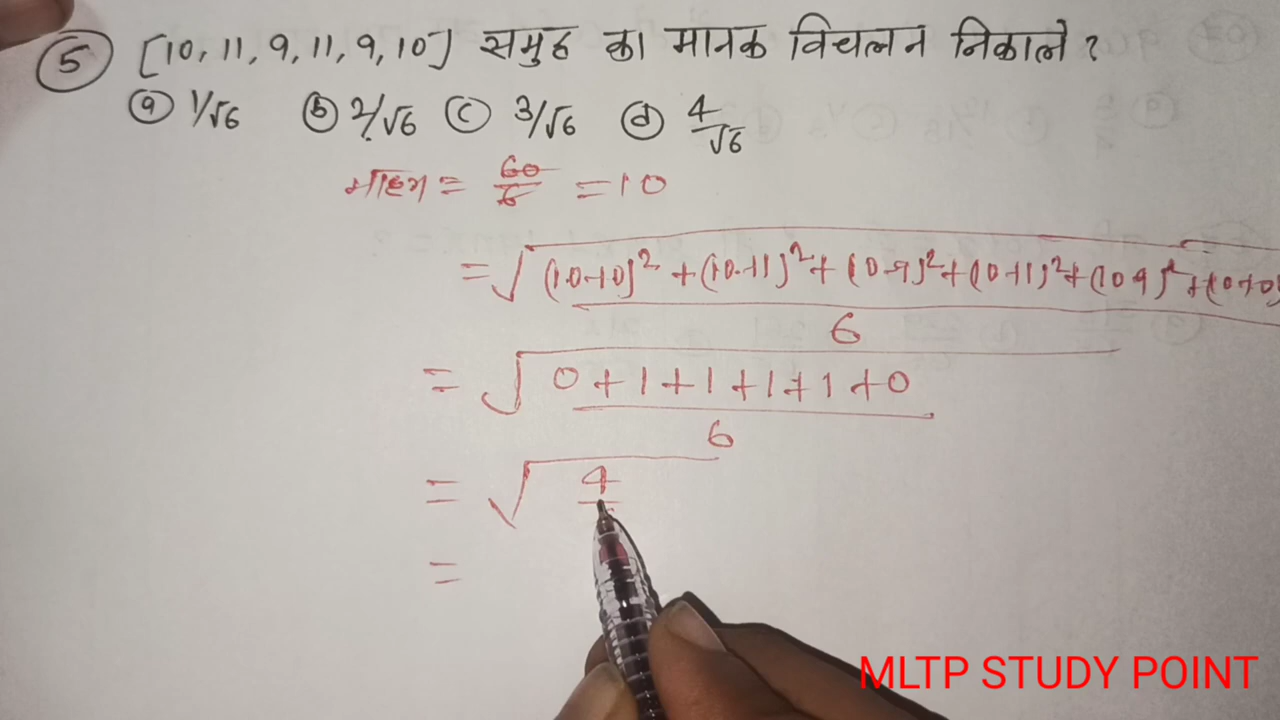 ⑤ [10, 11, 9, 11, 9, 10] समुह का मानक विचलन निकाले ?
ⓐ 1/√6 ⓑ 2/√6 ⓒ 3/√6 ⓓ 4/√6
माध्य = 60/6 = 10
= √((10-10)² + (10-11)² + (10-9)² + (10-11)² + (10-9)² + (10-10)
6
= √(0+1+1+1+1+0
6
= √4
=
MLTP STUDY POINT